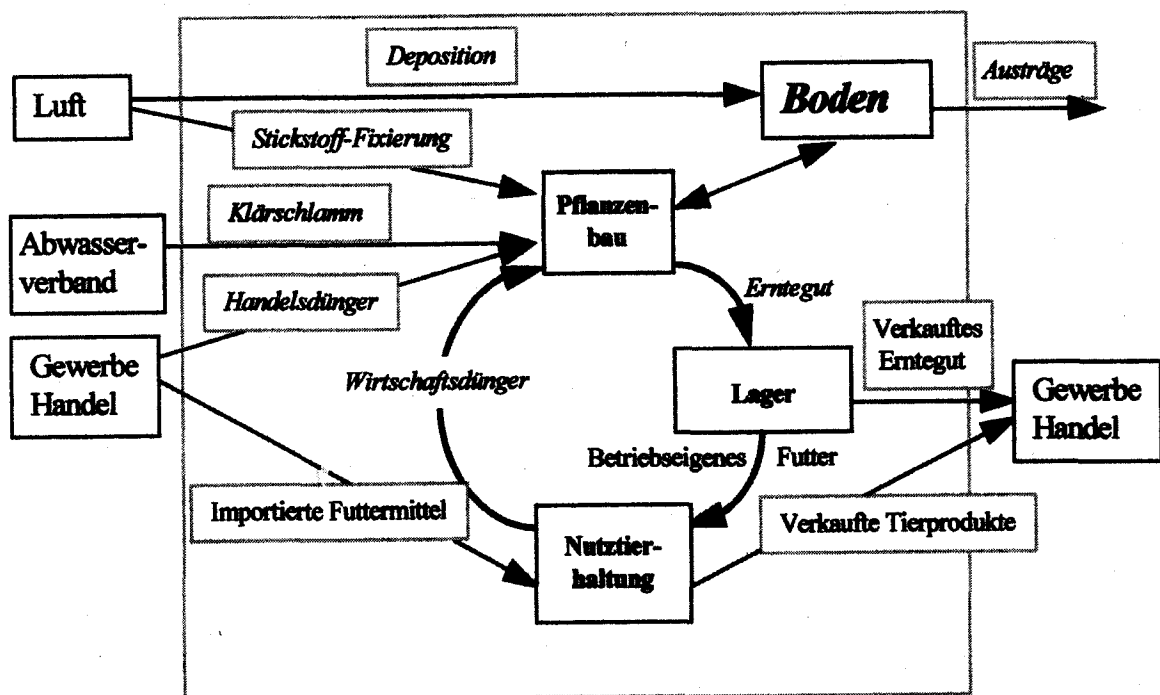 Deposition
Austräge
Luft
Boden
Stickstoff-Fixierung
Pflanzen-
bau
Klärschlamm
Abwasser-
verband
Handelsdünger
Erntegut
Verkauftes
Erntegut
Gewerbe
Handel
Wirtschaftsdünger
Lager
Gewerbe
Handel
Betriebseigenes Futter
Importierte Futtermittel
Verkaufte Tierprodukte
Nutztier-
haltung